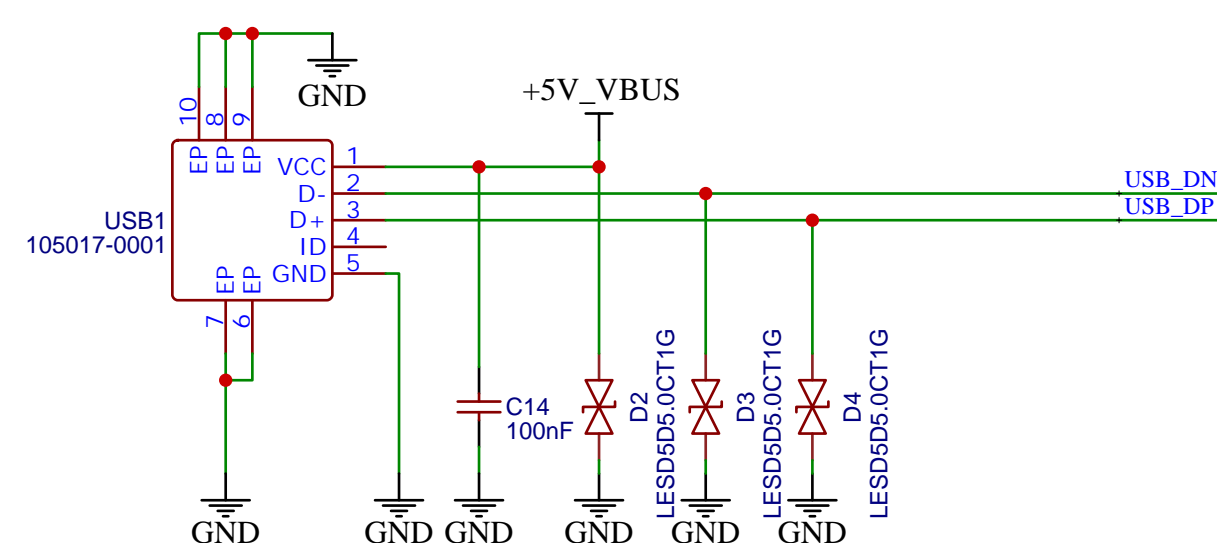 GND
+5V_VBUS
10
8
9
EP
EP
EP
VCC
1
D-
2
D+
3
ID
4
GND
5
USB1
105017-0001
EP
EP
7
6
USB_DN
USB_DP
C14
100nF
D2
LESD5D5.0CT1G
D3
LESD5D5.0CT1G
D4
LESD5D5.0CT1G
GND
GND
GND
GND
GND
GND